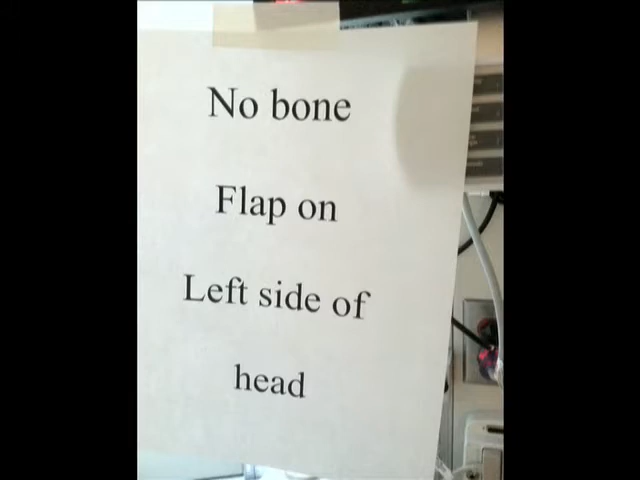 No bone
Flap on
Left side of
head